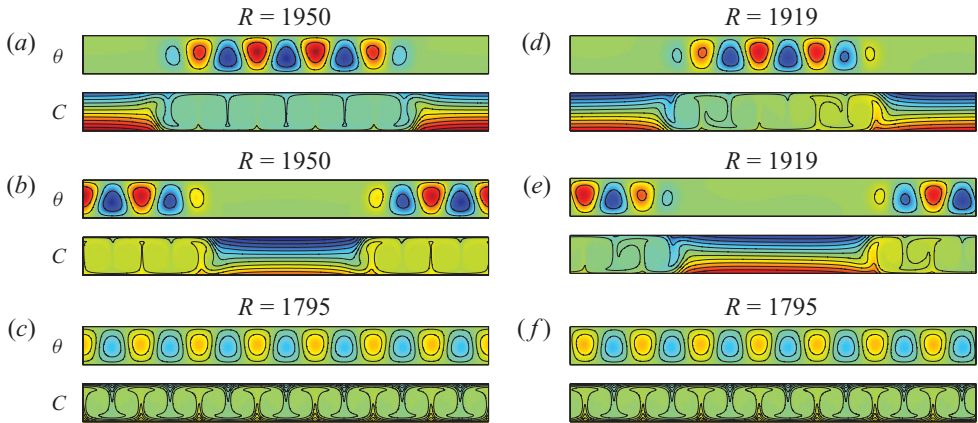 R = 1950
R = 1919
(a)
θ
C
(d)
R = 1950
R = 1919
(b)
θ
C
(e)
R = 1795
R = 1795
(c)
θ
C
(f)